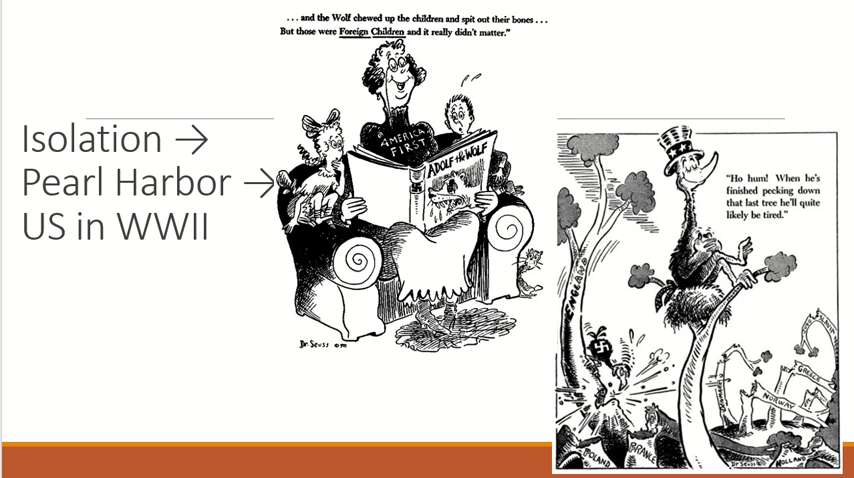 Isolation →
Pearl Harbor →
US in WWII
...and the Wolf chewed up the children and spit out their bones...
But those were Foreign Children and it really didn't matter."
AMERICA
FIRST
ADOLF the WOLF
Dr. Seuss
"Ho hum! When he's
finished pecking down
that last tree he'll quite
likely be tired."
ENGLAND
POLAND
FRANCE
HOLLAND
NORWAY
GREECE
Dr. Seuss